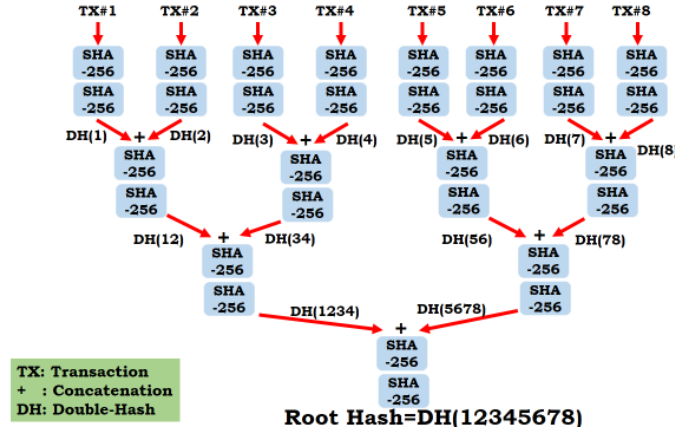 TX#1 TX#2 TX#3 TX#4 TX#5 TX#6 TX#7 TX#8
SHA SHA SHA SHA SHA SHA SHA SHA
-256 -256 -256 -256 -256 -256 -256 -256
SHA SHA SHA SHA SHA SHA SHA SHA
-256 -256 -256 -256 -256 -256 -256 -256
DH(1) + DH(2) DH(3) + DH(4) DH(5) + DH(6) DH(7) + DH(8)
SHA SHA SHA SHA
-256 -256 -256 -256
SHA SHA SHA SHA
-256 -256 -256 -256
DH(12) + DH(34) DH(56) + DH(78)
SHA SHA
-256 -256
SHA SHA
-256 -256
DH(1234) + DH(5678)
SHA
-256
SHA
-256
TX: Transaction
+ : Concatenation
DH: Double-Hash
Root Hash=DH(12345678)